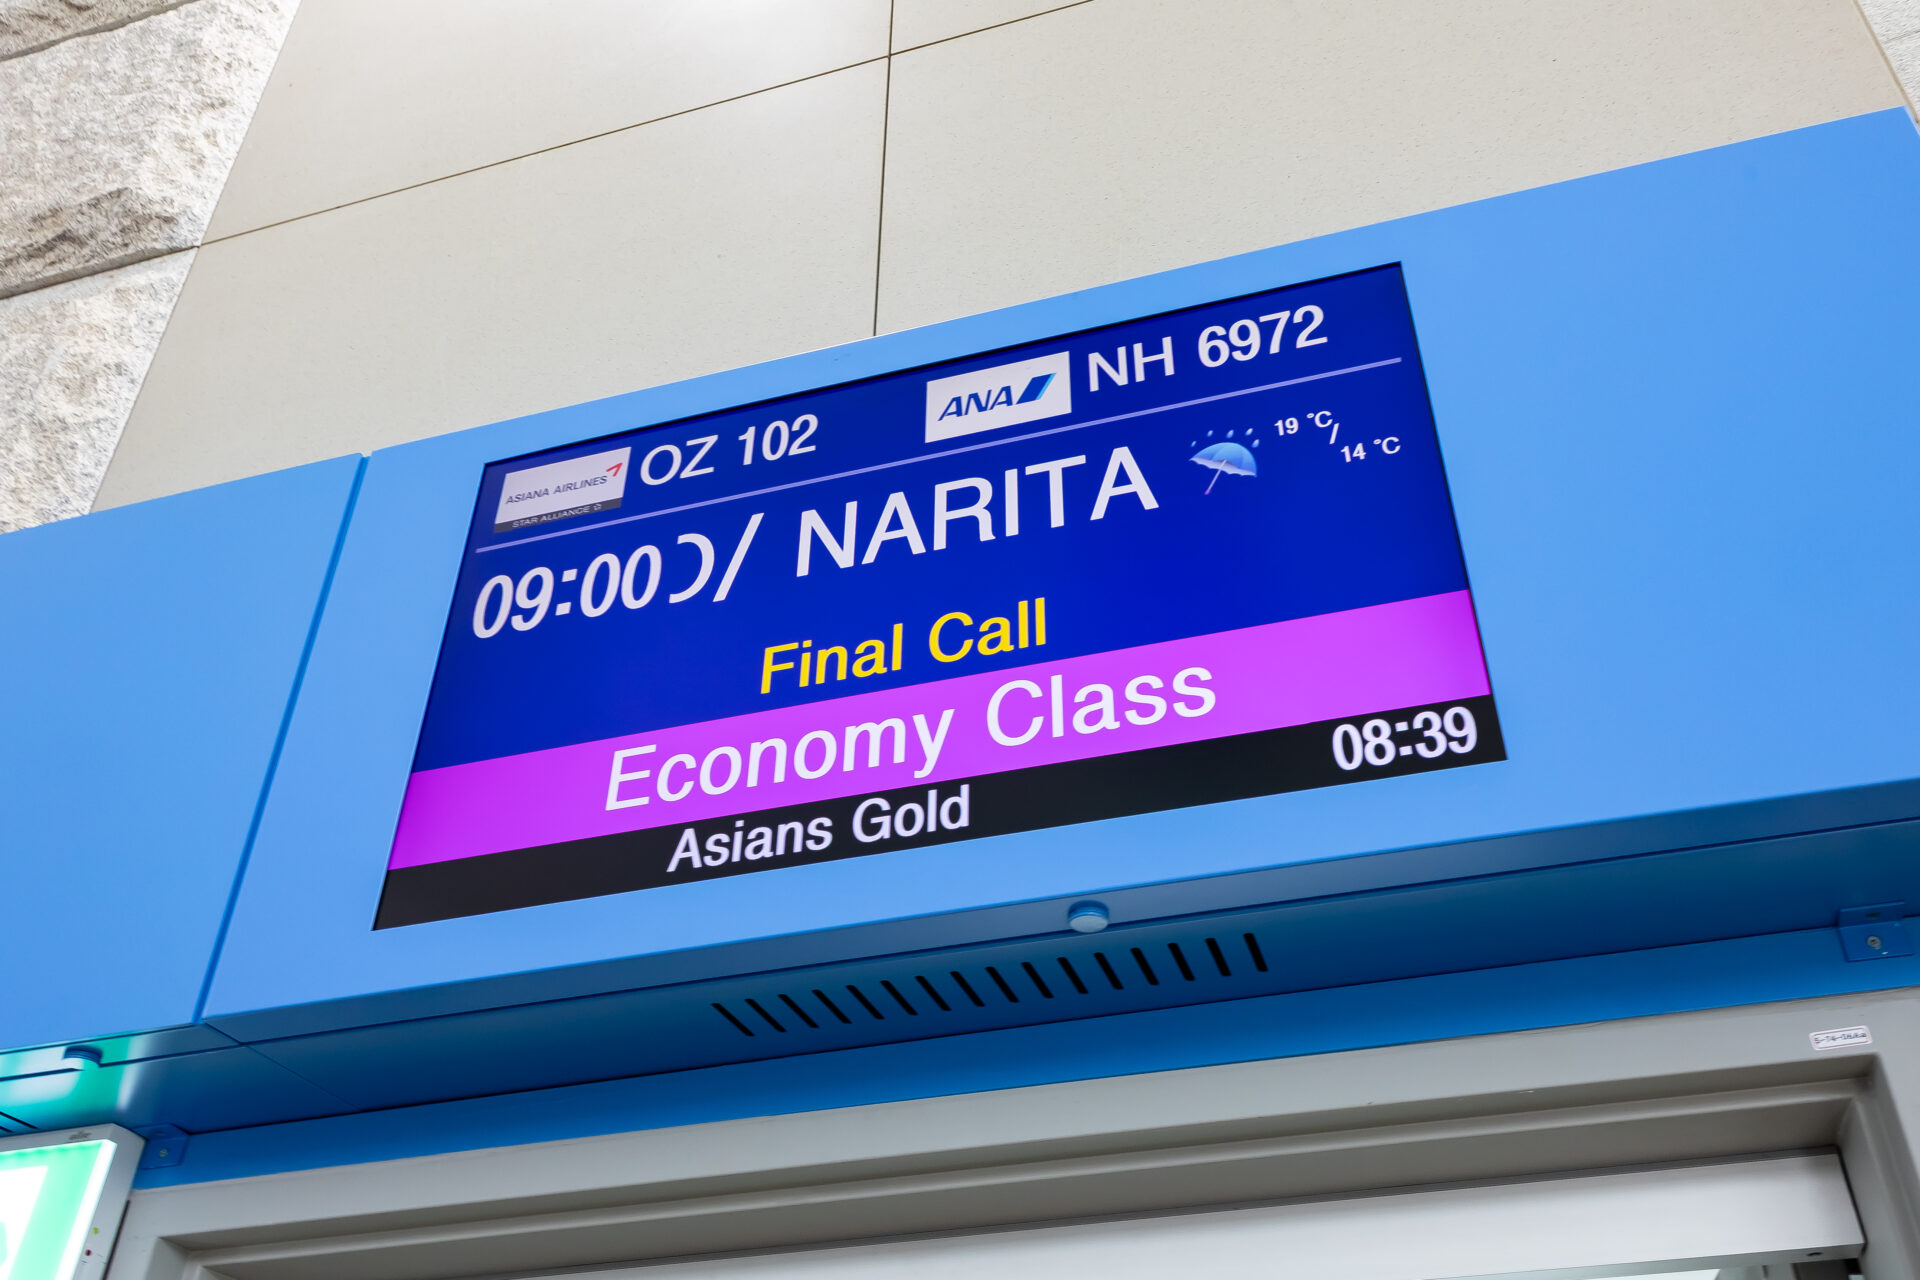 ASIANA AIRLINES OZ 102 ANA NH 6972
STAR ALLIANCE
09:00 / NARITA 19 °C / 14 °C
Final Call
Economy Class
Asians Gold 08:39